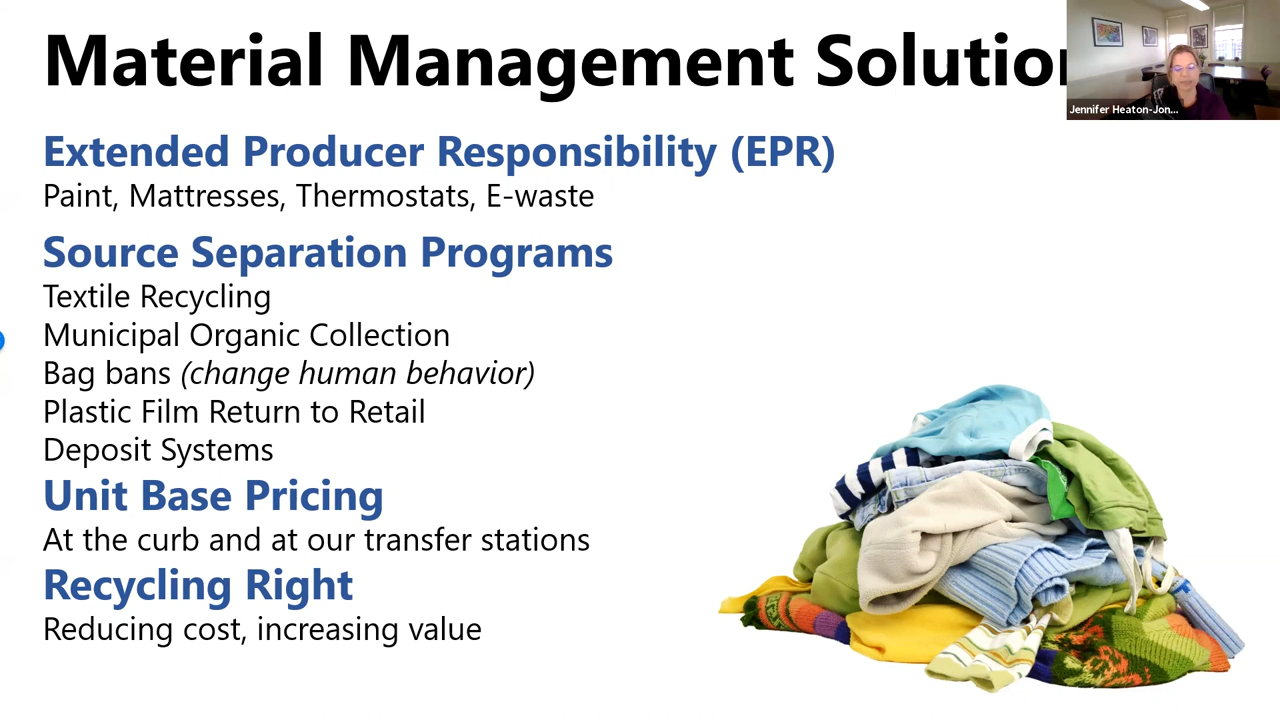 Material Management Solution
Jennifer Heaton-Jon...
Extended Producer Responsibility (EPR)
Paint, Mattresses, Thermostats, E-waste
Source Separation Programs
Textile Recycling
Municipal Organic Collection
Bag bans (change human behavior)
Plastic Film Return to Retail
Deposit Systems
Unit Base Pricing
At the curb and at our transfer stations
Recycling Right
Reducing cost, increasing value